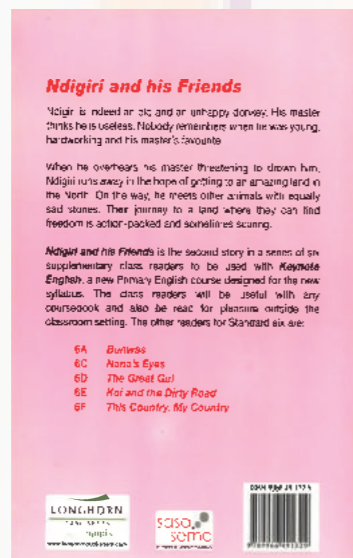 Ndigiri and his Friends
Ndigiri is indeed an old and an unhappy donkey. His master
thinks he is useless. Nobody remembers when he was young,
hardworking and his master's favourite.
When he overhears his master threatening to drown him,
Ndigiri runs away in the hope of getting to an amazing land in
the North. On the way, he meets other animals with equally
sad stories. Their journey to a land where they can find
freedom is action-packed and sometimes scaring.
Ndigiri and his Friends is the second story in a series of six
supplementary class readers to be used with Keynote
English, a new Primary English course designed for the new
syllabus. The class readers will be useful with any
coursebook and also be read for pleasure outside the
classroom setting. The other readers for Standard six are:
6A
6C Nana's Eyes
6D The Great Gui
6E Koi and the Dirty Road
6F This Country, My Country
LONGHORN
sasa
sema